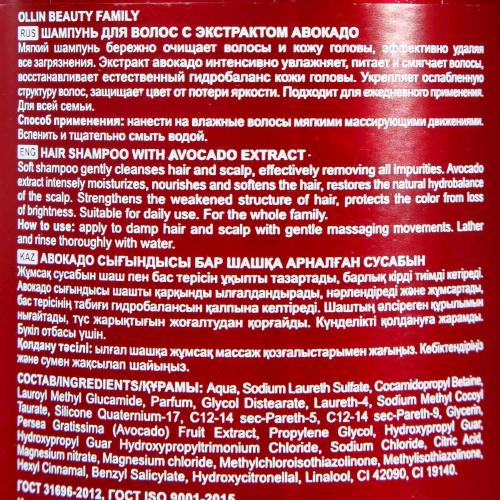 OLLIN BEAUTY FAMILY
RUS ШАМПУНЬ ДЛЯ ВОЛОС С ЭКСТРАКТОМ АВОКАДО
Мягкий шампунь бережно очищает волосы и кожу головы, эффективно удаляя
все загрязнения. Экстракт авокадо интенсивно увлажняет, питает и смягчает волосы,
восстанавливает естественный гидробаланс кожи головы. Укрепляет ослабленную
структуру волос, защищает цвет от потери яркости. Подходит для ежедневного применения.
Для всей семьи.
Способ применения: нанести на влажные волосы мягкими массирующими движениями.
Вспенить и тщательно смыть водой.
ENG HAIR SHAMPOO WITH AVOCADO EXTRACT
Soft shampoo gently cleanses hair and scalp, effectively removing all impurities. Avocado
extract intensely moisturizes, nourishes and softens the hair, restores the natural hydrobalance
of the scalp. Strengthens the weakened structure of hair, protects the color from loss
of brightness. Suitable for daily use. For the whole family.
How to use: apply to damp hair and scalp with gentle massaging movements. Lather
and rinse thoroughly with water.
KAZ АВОКАДО СЫҒЫНДЫСЫ БАР ШАШҚА АРНАЛҒАН СУСАБЫН
Жұмсақ сусабын шаш пен бас терісін ұқыпты тазартады, барлық кірді тиімді кетіреді.
Авокадо сығындысы шашты қарқынды ылғалдандырады, нәрлендіреді және жұмсартады,
бас терісінің табиғи гидробалансын қалпына келтіреді. Шаштың әлсіреген құрылымын
нығайтады, түс жарықтығын жоғалтудан қорғайды. Күнделікті қолдануға жарамды.
Бүкіл отбасы үшін.
Қолдану тәсілі: ылғал шашқа жұмсақ массаж қозғалыстарымен жағыңыз. Көбіктендіріңіз
және сумен жақсылап шайыңыз.
СОСТАВ/INGREDIENTS/ҚҰРАМЫ: Aqua, Sodium Laureth Sulfate, Cocamidopropyl Betaine,
Lauroyl Methyl Glucamide, Parfum, Glycol Distearate, Laureth-4, Sodium Methyl Cocoyl
Taurate, Silicone Quaternium-17, C12-14 sec-Pareth-5, C12-14 sec-Pareth-9, Glycerin,
Persea Gratissima (Avocado) Fruit Extract, Propylene Glycol, Hydroxypropyl Guar,
Hydroxypropyl Guar Hydroxypropyltrimonium Chloride, Sodium Chloride, Citric Acid,
Magnesium nitrate, Magnesium chloride, Methylchloroisothiazolinone, Methylisothiazolinone,
Hexyl Cinnamal, Benzyl Salicylate, Hydroxycitronellal, Linalool, CI 42090, CI 19140.
ГОСТ 31696-2012, ГОСТ ISO 9001-2015